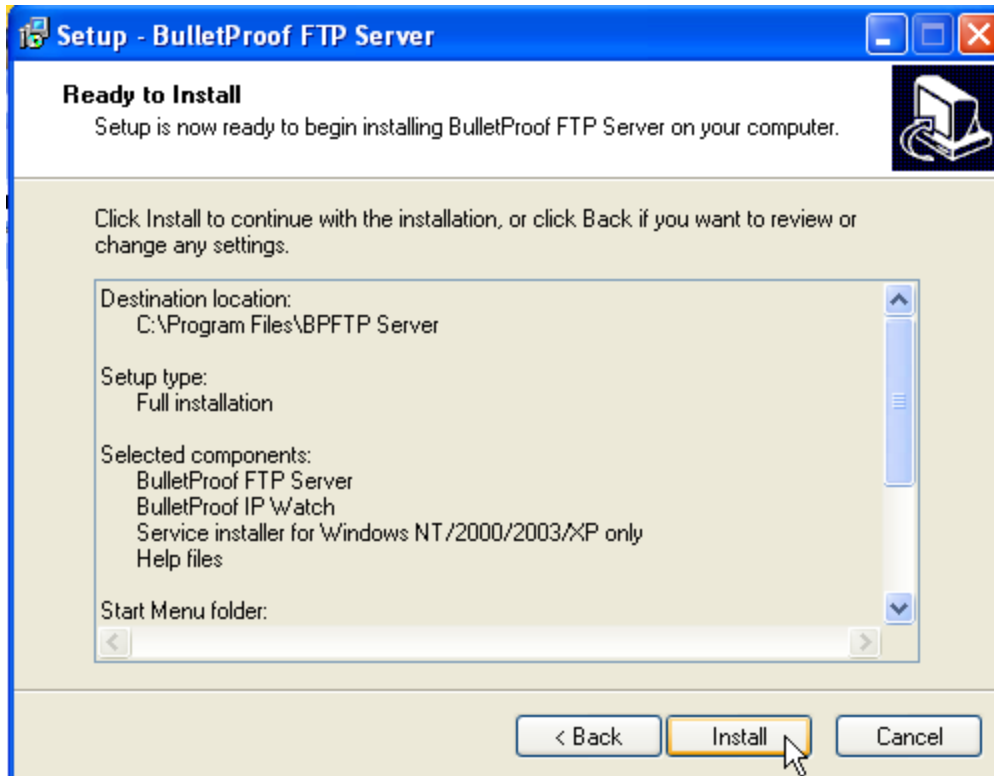 Setup - BulletProof FTP Server
Ready to Install
Setup is now ready to begin installing BulletProof FTP Server on your computer.
Click Install to continue with the installation, or click Back if you want to review or
change any settings.
Destination location:
C:\Program Files\BPFTP Server
Setup type:
Full installation
Selected components:
BulletProof FTP Server
BulletProof IP Watch
Service installer for Windows NT/2000/2003/XP only
Help files
Start Menu folder:
< Back Install Cancel